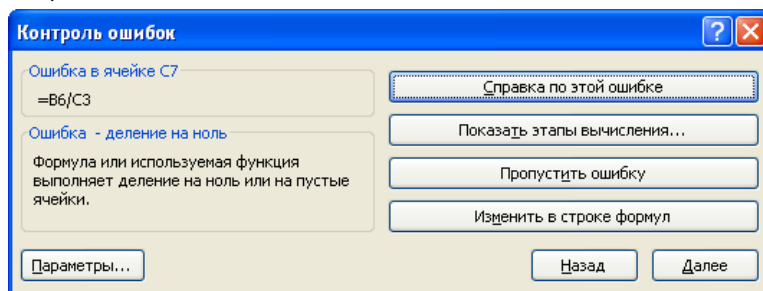 Контроль ошибок
Ошибка в ячейке C7
=B6/C3
Ошибка - деление на ноль
Формула или используемая функция
выполняет деление на ноль или на пустые
ячейки.
Справка по этой ошибке
Показать этапы вычисления...
Пропустить ошибку
Изменить в строке формул
Параметры...
Назад
Далее